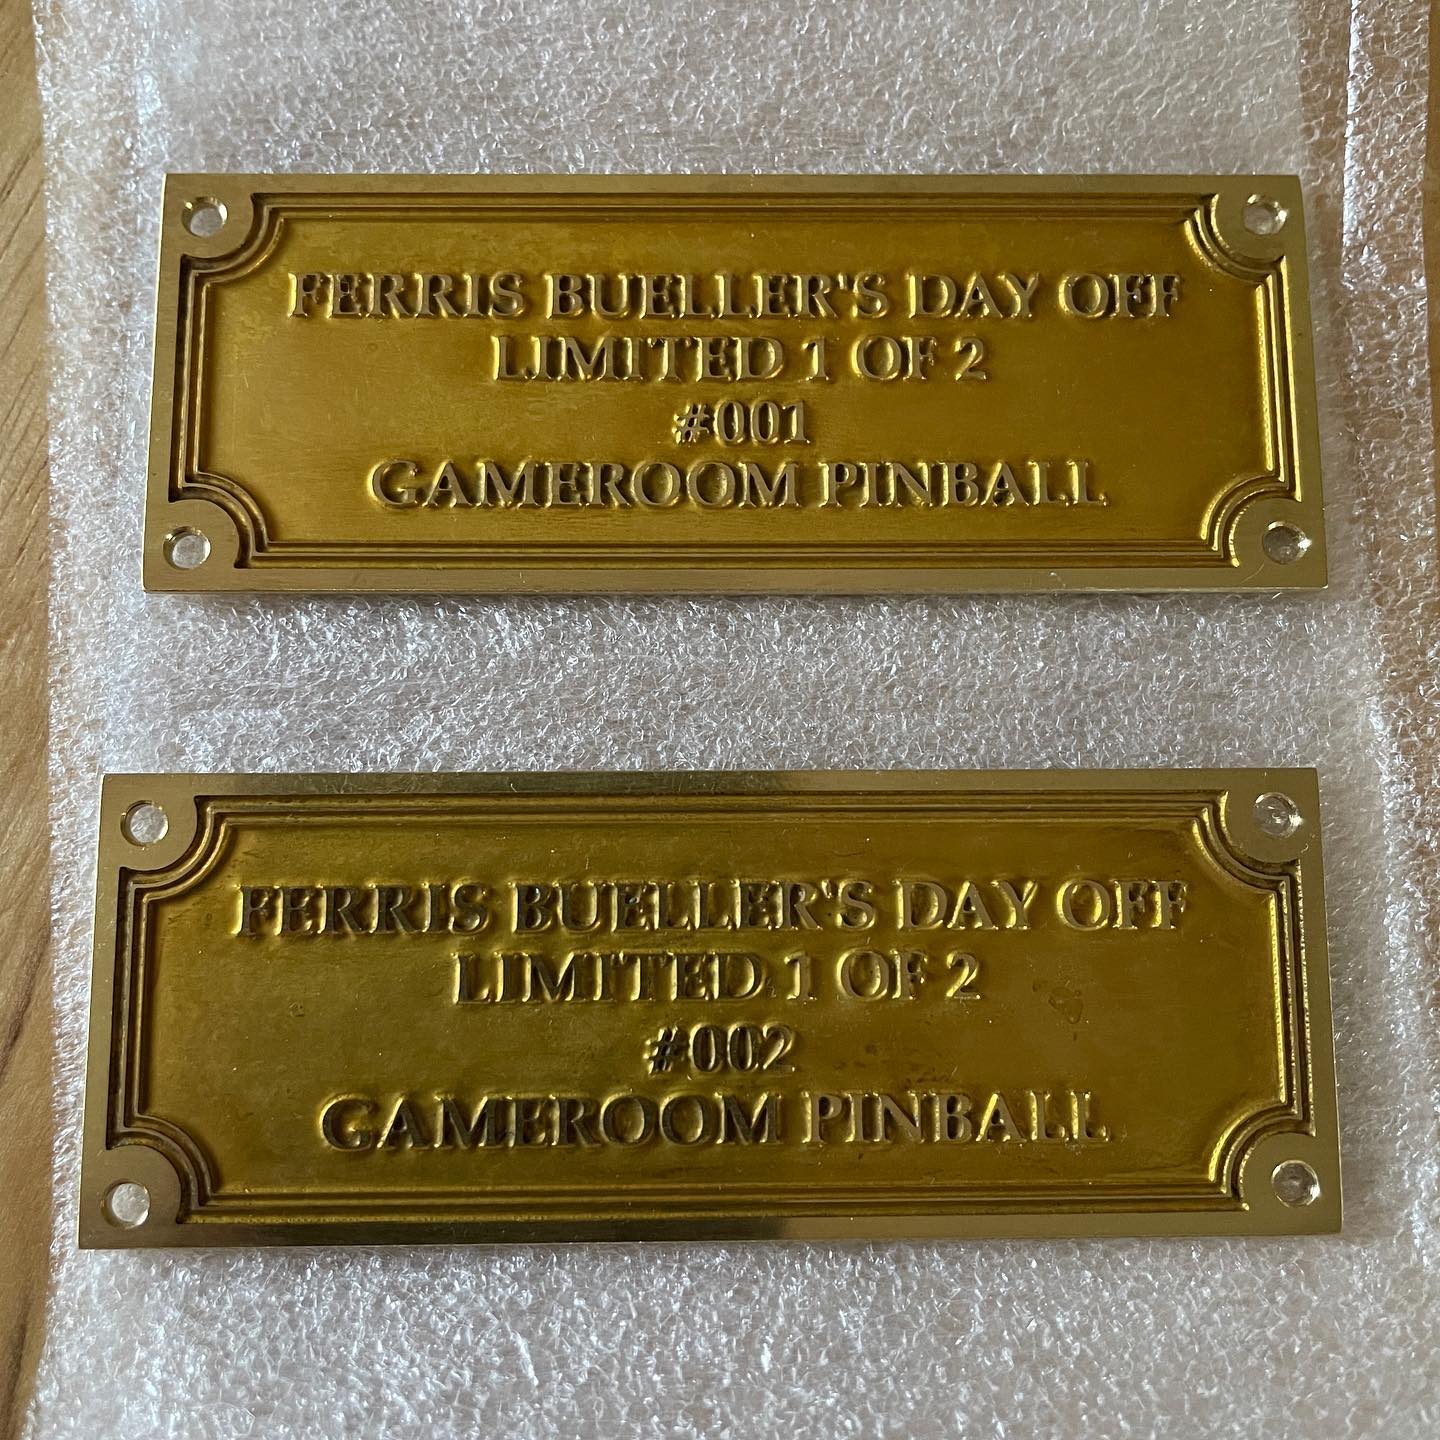 FERRIS BUELLER'S DAY OFF
LIMITED 1 OF 2
#001
GAMEROOM PINBALL
FERRIS BUELLER'S DAY OFF
LIMITED 1 OF 2
#002
GAMEROOM PINBALL